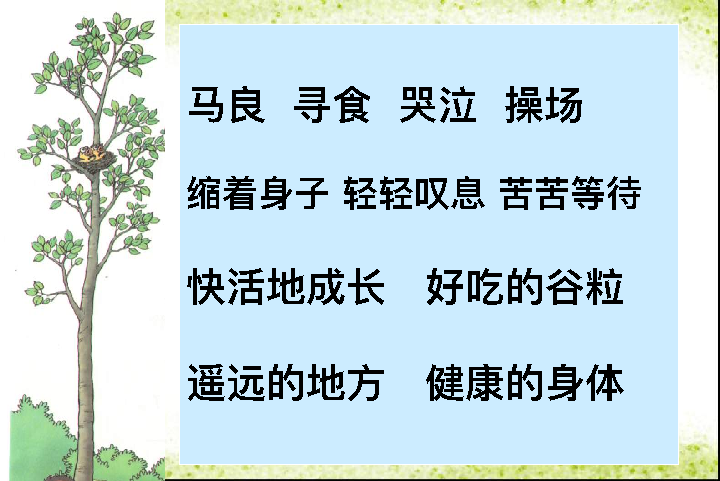 马良 寻食 哭泣 操场
缩着身子 轻轻叹息 苦苦等待
快活地成长 好吃的谷粒
遥远的地方 健康的身体